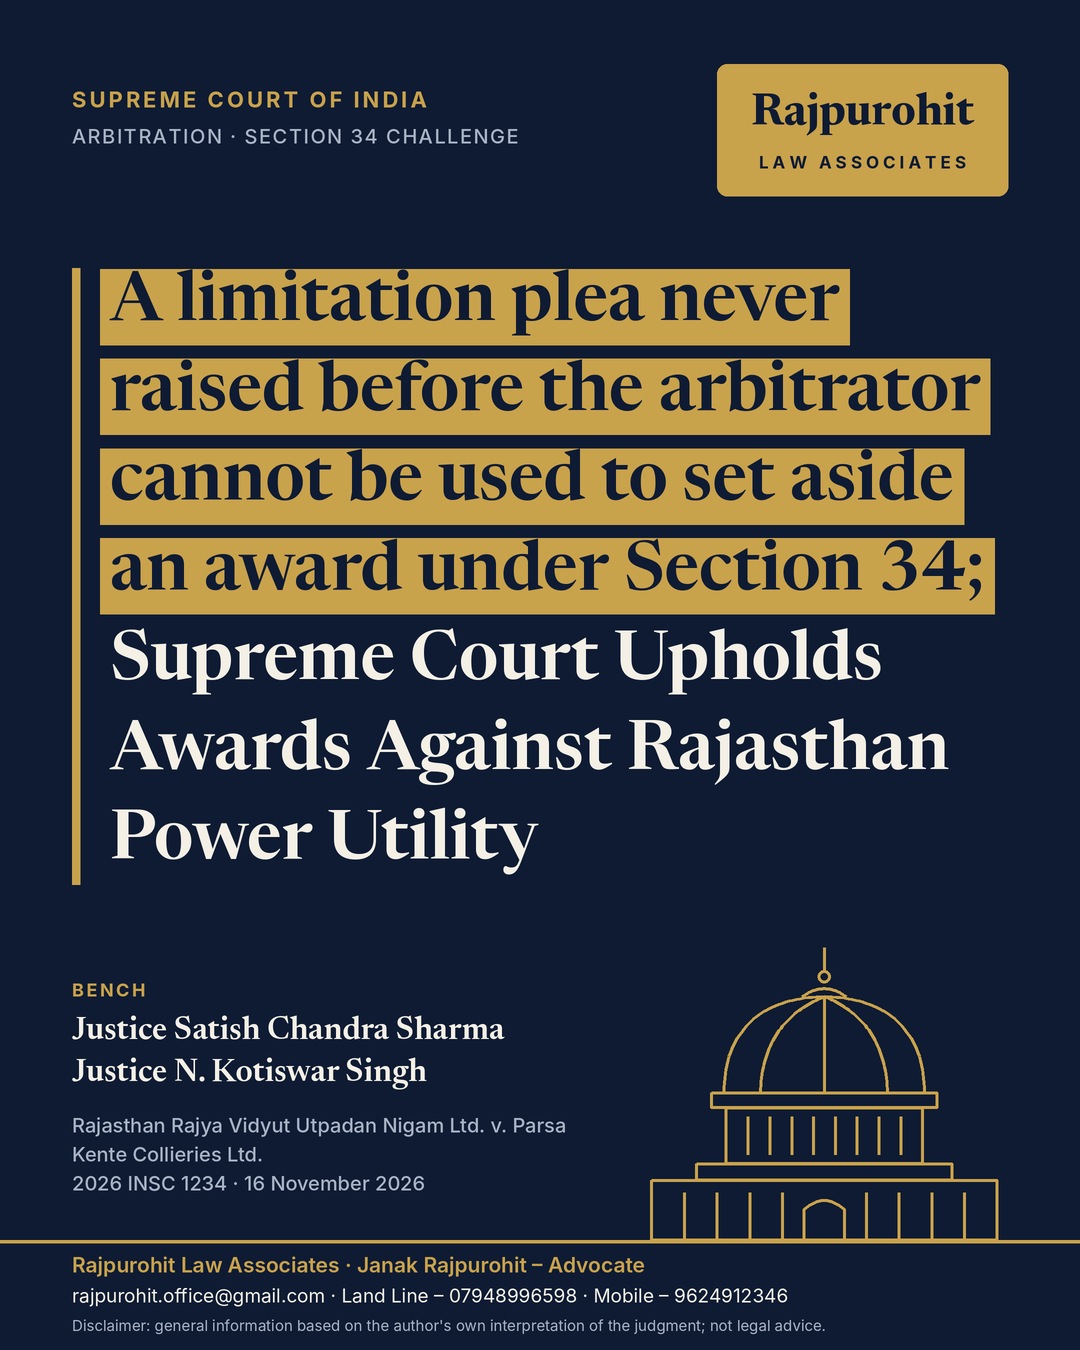 SUPREME COURT OF INDIA
ARBITRATION · SECTION 34 CHALLENGE
Rajpurohit
LAW ASSOCIATES
A limitation plea never
raised before the arbitrator
cannot be used to set aside
an award under Section 34;
Supreme Court Upholds
Awards Against Rajasthan
Power Utility
BENCH
Justice Satish Chandra Sharma
Justice N. Kotiswar Singh
Rajasthan Rajya Vidyut Utpadan Nigam Ltd. v. Parsa
Kente Collieries Ltd.
2026 INSC 1234 · 16 November 2026
Rajpurohit Law Associates · Janak Rajpurohit – Advocate
rajpurohit.office@gmail.com · Land Line – 07948996598 · Mobile – 9624912346
Disclaimer: general information based on the author's own interpretation of the judgment; not legal advice.